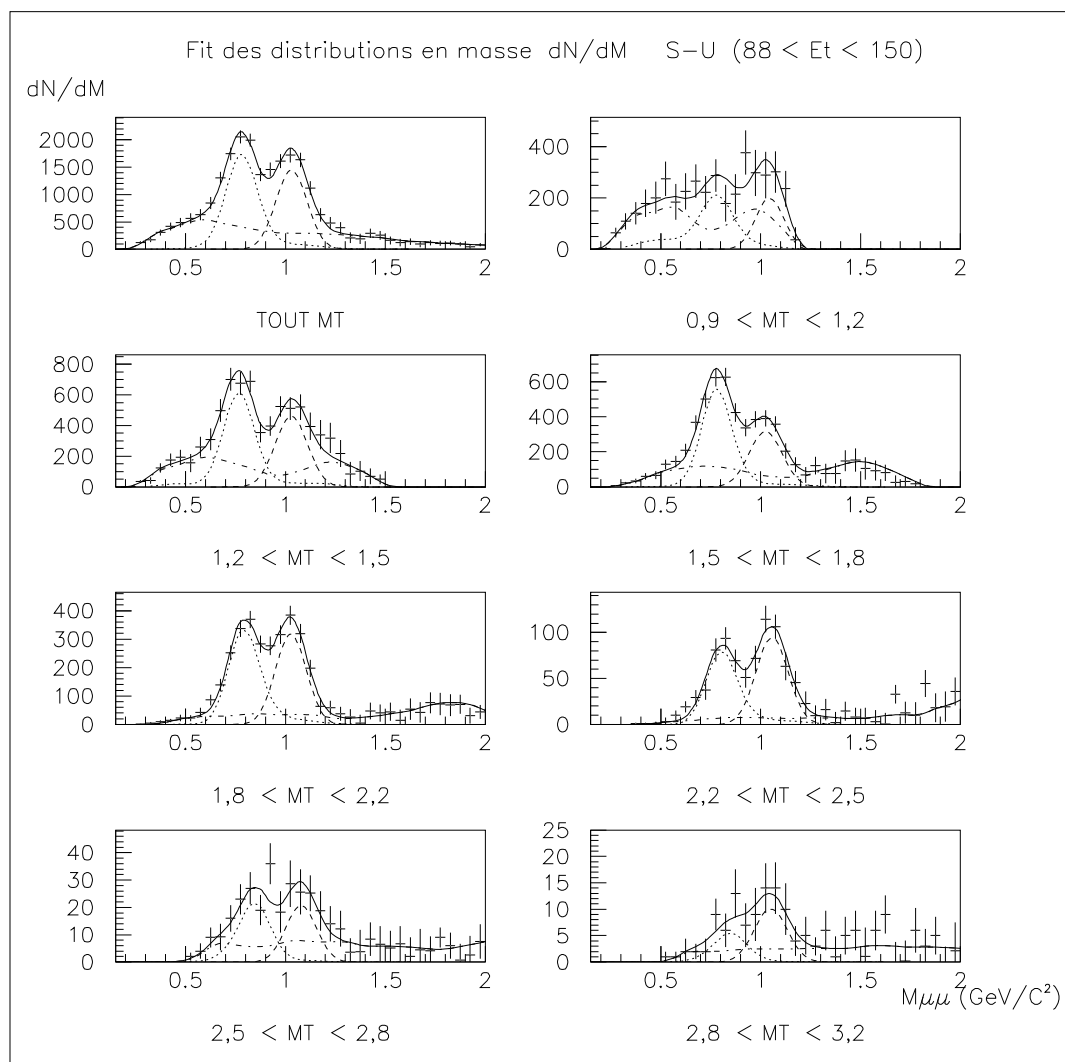 Fit des distributions en masse dN/dM S-U (88 < Et < 150)
dN/dM
2000
1500
1000
500
0
0.5 1 1.5 2
TOUT MT
400
200
0
0.5 1 1.5 2
0,9 < MT < 1,2
800
600
400
200
0
0.5 1 1.5 2
1,2 < MT < 1,5
600
400
200
0
0.5 1 1.5 2
1,5 < MT < 1,8
400
300
200
100
0
0.5 1 1.5 2
1,8 < MT < 2,2
100
50
0
0.5 1 1.5 2
2,2 < MT < 2,5
40
30
20
10
0
0.5 1 1.5 2
2,5 < MT < 2,8
25
20
15
10
5
0
0.5 1 1.5 2
Mμμ (GeV/C²)
2,8 < MT < 3,2